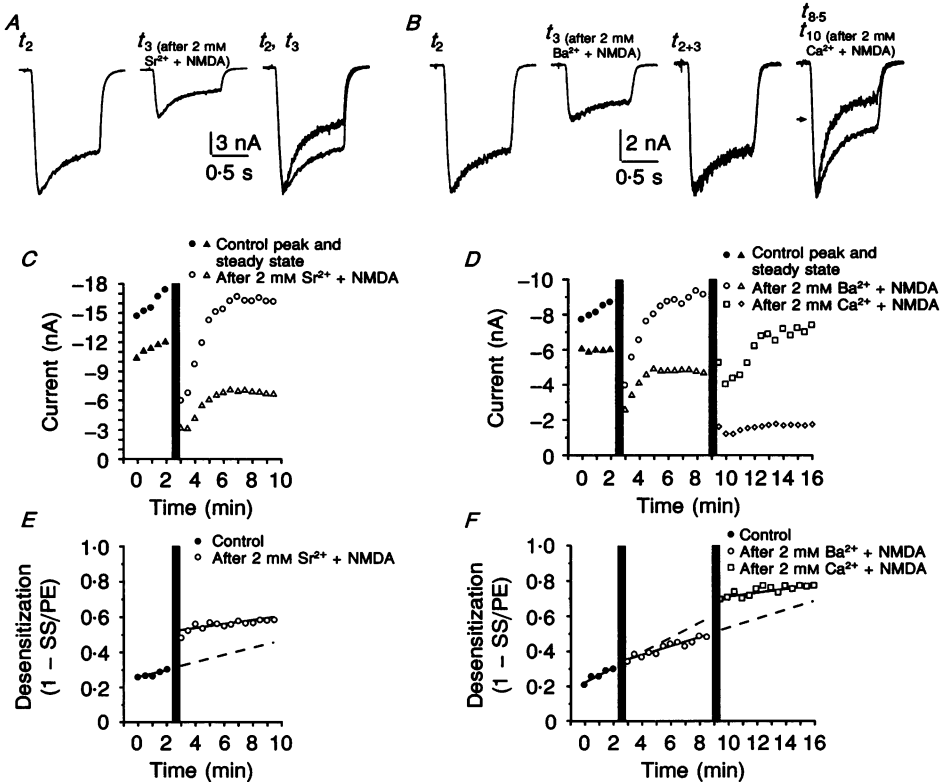 A
t2
t3 (after 2 mM
Sr2+ + NMDA)
t2, t3
3 nA
0·5 s
B
t2
t3 (after 2 mM
Ba2+ + NMDA)
t2+3
t8·5
t10 (after 2 mM
Ca2+ + NMDA)
2 nA
0·5 s
C
Control peak and
steady state
After 2 mM Sr2+ + NMDA
Current (nA)
−18
−15
−12
−9
−6
−3
0
0 2 4 6 8 10
Time (min)
D
Control peak and
steady state
After 2 mM Ba2+ + NMDA
After 2 mM Ca2+ + NMDA
Current (nA)
−10
−8
−6
−4
−2
0
0 2 4 6 8 10 12 14 16
Time (min)
E
Control
After 2 mM Sr2+ + NMDA
Desensitization
(1 − SS/PE)
1·0
0·8
0·6
0·4
0·2
0
0 2 4 6 8 10
Time (min)
F
Control
After 2 mM Ba2+ + NMDA
After 2 mM Ca2+ + NMDA
Desensitization
(1 − SS/PE)
1·0
0·8
0·6
0·4
0·2
0
0 2 4 6 8 10 12 14 16
Time (min)